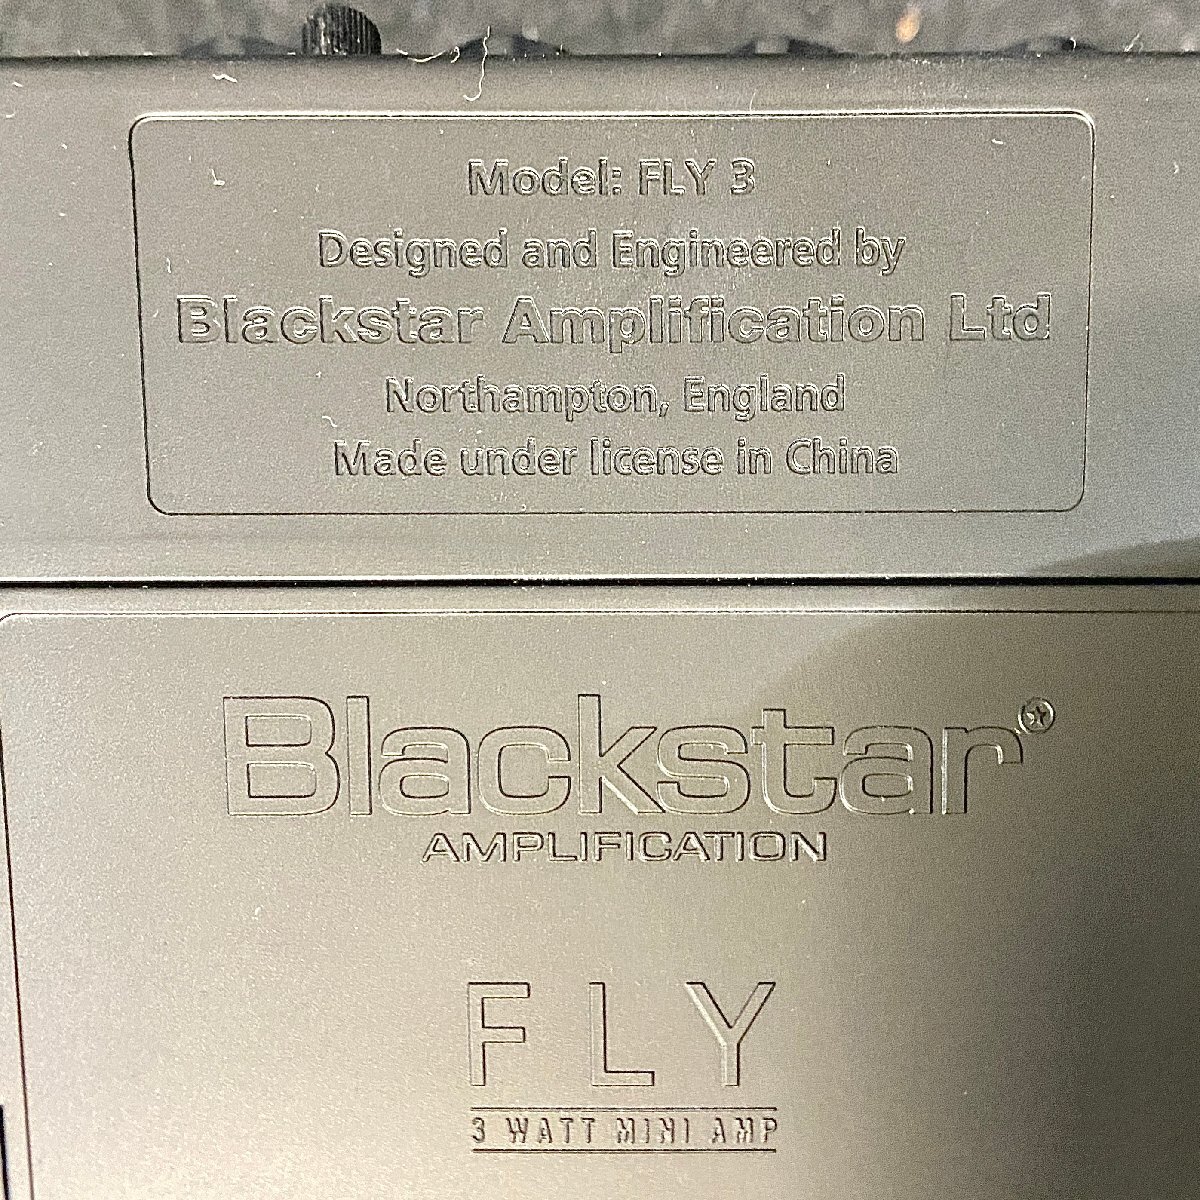 Model: FLY 3
Designed and Engineered by
Blackstar Amplification Ltd
Northampton, England
Made under license in China
Blackstar
AMPLIFICATION
FLY
3 WATT MINI AMP